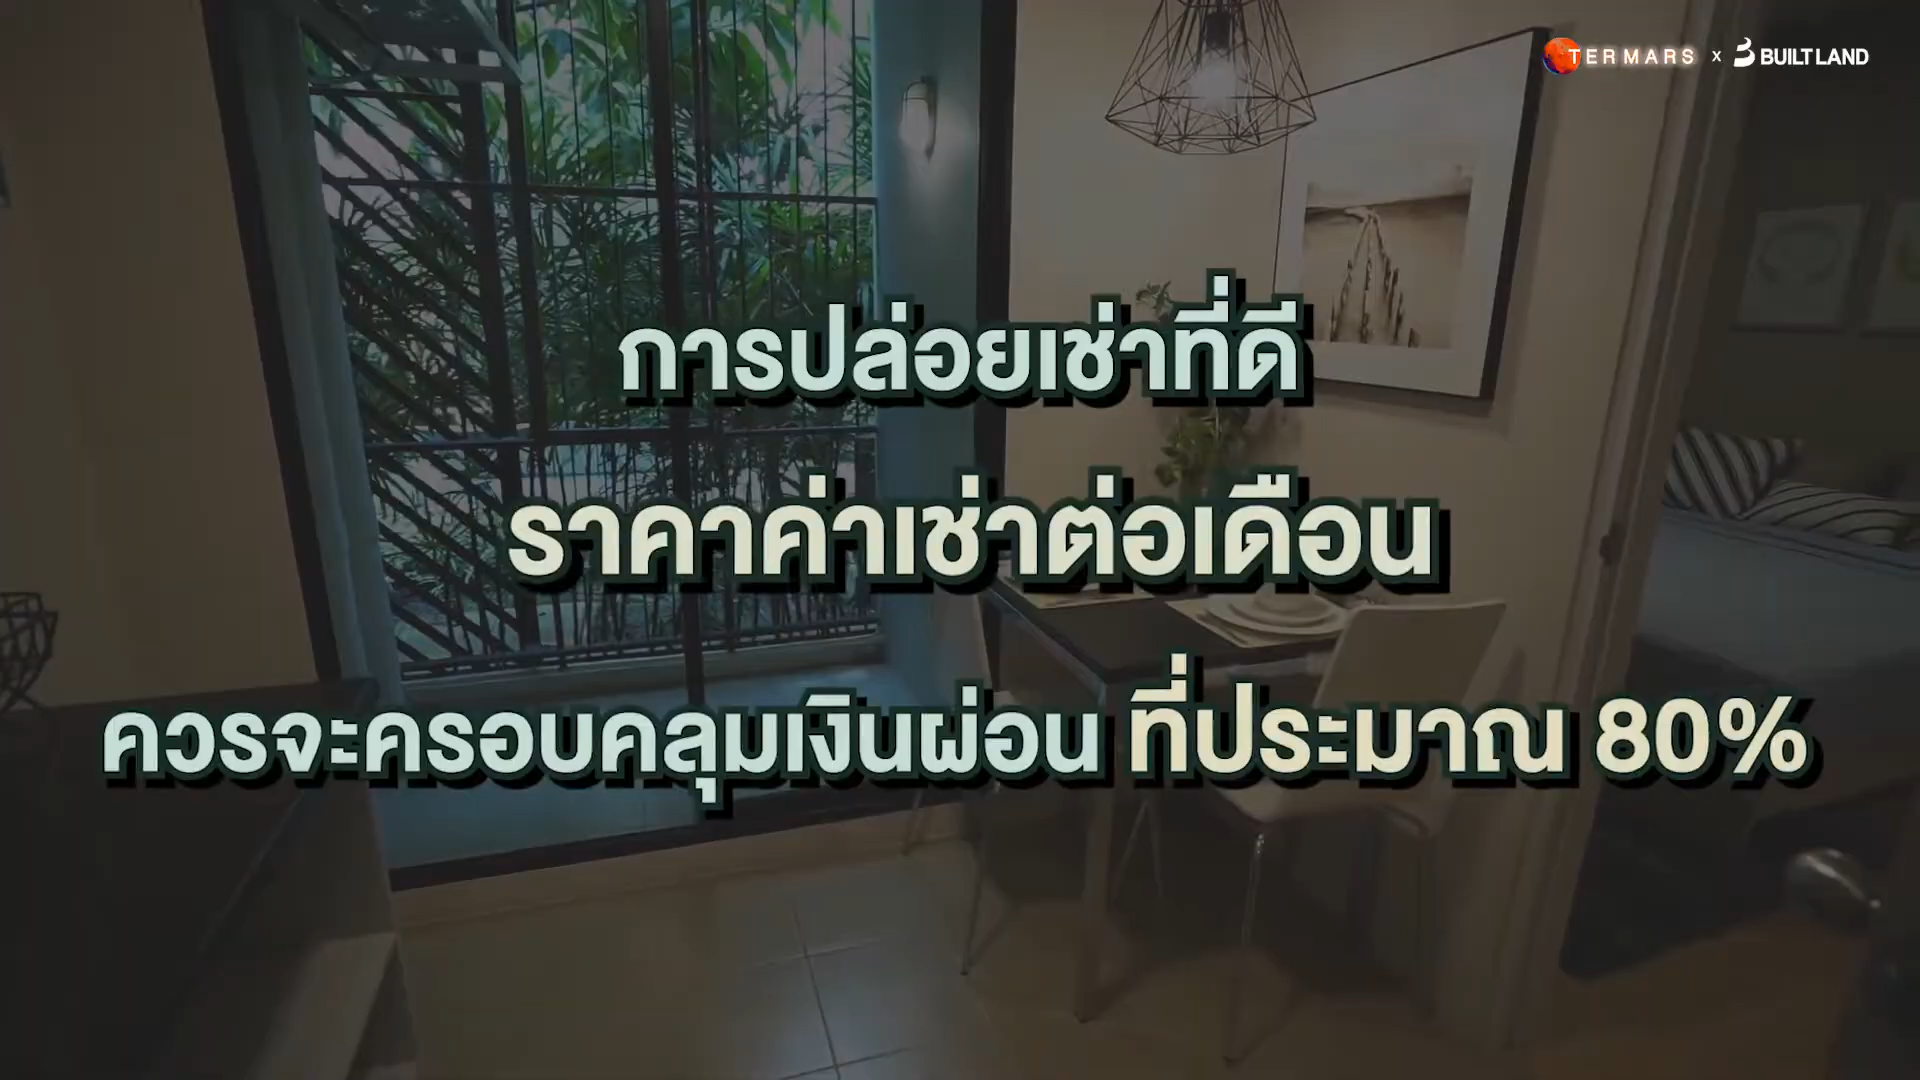 TERMARS x BUILTLAND
การปล่อยเช่าที่ดี
ราคาค่าเช่าต่อเดือน
ควรจะครอบคลุมเงินผ่อน ที่ประมาณ 80%